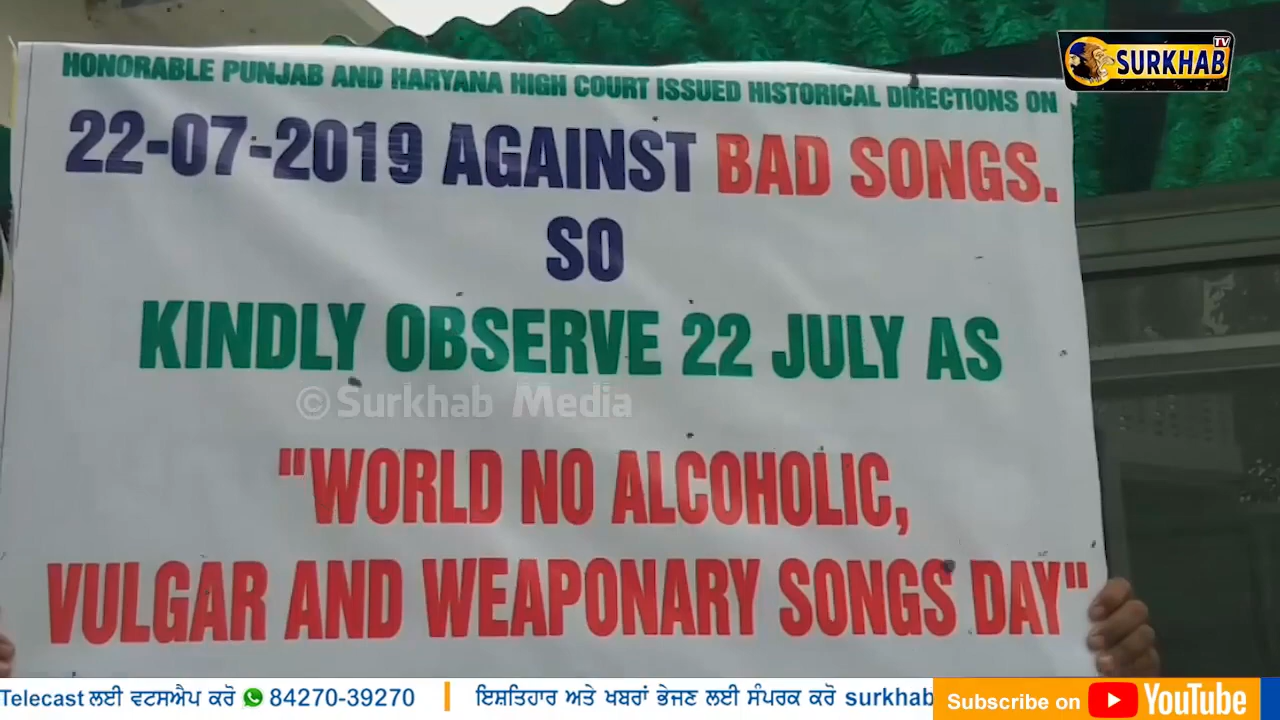 SURKHAB TV
HONORABLE PUNJAB AND HARYANA HIGH COURT ISSUED HISTORICAL DIRECTIONS ON
22-07-2019 AGAINST BAD SONGS.
SO
KINDLY OBSERVE 22 JULY AS
© Surkhab Media
"WORLD NO ALCOHOLIC,
VULGAR AND WEAPONARY SONGS DAY"
Telecast ਲਈ ਵਟਸਐਪ ਕਰੋ 84270-39270 | ਇਸ਼ਤਿਹਾਰ ਅਤੇ ਖਬਰਾਂ ਭੇਜਣ ਲਈ ਸੰਪਰਕ ਕਰੋ surkhab
Subscribe on YouTube